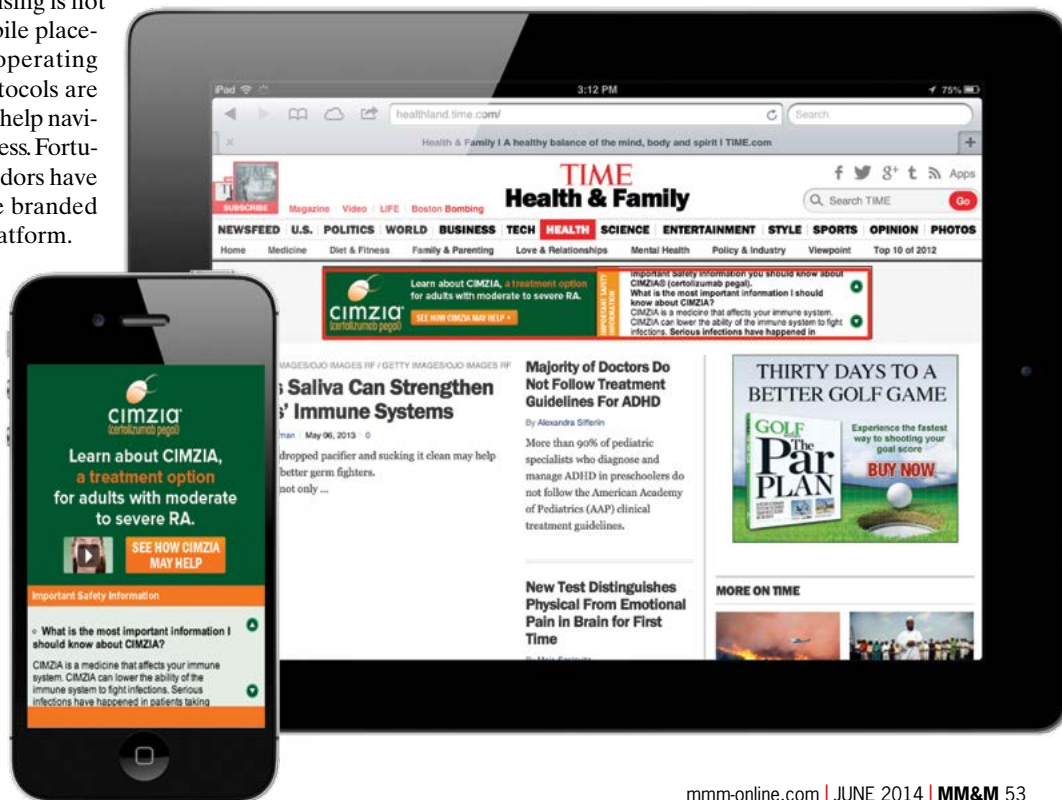 ising is not
bile place-
operating
tocols are
help navi-
ess. Fortu-
dors have
e branded
atform.
iPad
3:12 PM
75%
healthland.time.com/
Search
Health & Family I A healthy balance of the mind, body and spirit I TIME.com
SUBSCRIBE
Magazine Video LIFE Boston Bombing
TIME
Health & Family
Apps
Search TIME
Go
NEWSFEED U.S. POLITICS WORLD BUSINESS TECH HEALTH SCIENCE ENTERTAINMENT STYLE SPORTS OPINION PHOTOS
Home Medicine Diet & Fitness Family & Parenting Love & Relationships Mental Health Policy & Industry Viewpoint Top 10 of 2012
cimzia
(certolizumab pegol)
Learn about CIMZIA, a treatment option
for adults with moderate to severe RA.
SEE HOW CIMZIA MAY HELP
IMPORTANT SAFETY
INFORMATION
Important Safety Information you should know about
CIMZIA® (certolizumab pegol).
What is the most important information I should
know about CIMZIA?
CIMZIA is a medicine that affects your immune system.
CIMZIA can lower the ability of the immune system to fight
infections. Serious infections have happened in
IMAGES/OJO IMAGES RF / GETTY IMAGES/OJO IMAGES RF
s Saliva Can Strengthen
s' Immune Systems
man May 06, 2013 0
dropped pacifier and sucking it clean may help
better germ fighters.
not only ...
Majority of Doctors Do
Not Follow Treatment
Guidelines For ADHD
By Alexandra Sifferlin
More than 90% of pediatric
specialists who diagnose and
manage ADHD in preschoolers do
not follow the American Academy
of Pediatrics (AAP) clinical
treatment guidelines.
New Test Distinguishes
Physical From Emotional
Pain in Brain for First
Time
THIRTY DAYS TO A
BETTER GOLF GAME
GOLF
The
Par
PLAN
Experience the fastest
way to shooting your
goal score
BUY NOW
MORE ON TIME
cimzia
(certolizumab pegol)
Learn about CIMZIA,
a treatment option
for adults with moderate
to severe RA.
SEE HOW CIMZIA
MAY HELP
Important Safety Information
What is the most important information I
should know about CIMZIA?
CIMZIA is a medicine that affects your immune
system. CIMZIA can lower the ability of the
immune system to fight infections. Serious
infections have happened in patients taking
mmm-online.com | JUNE 2014 | MM&M 53